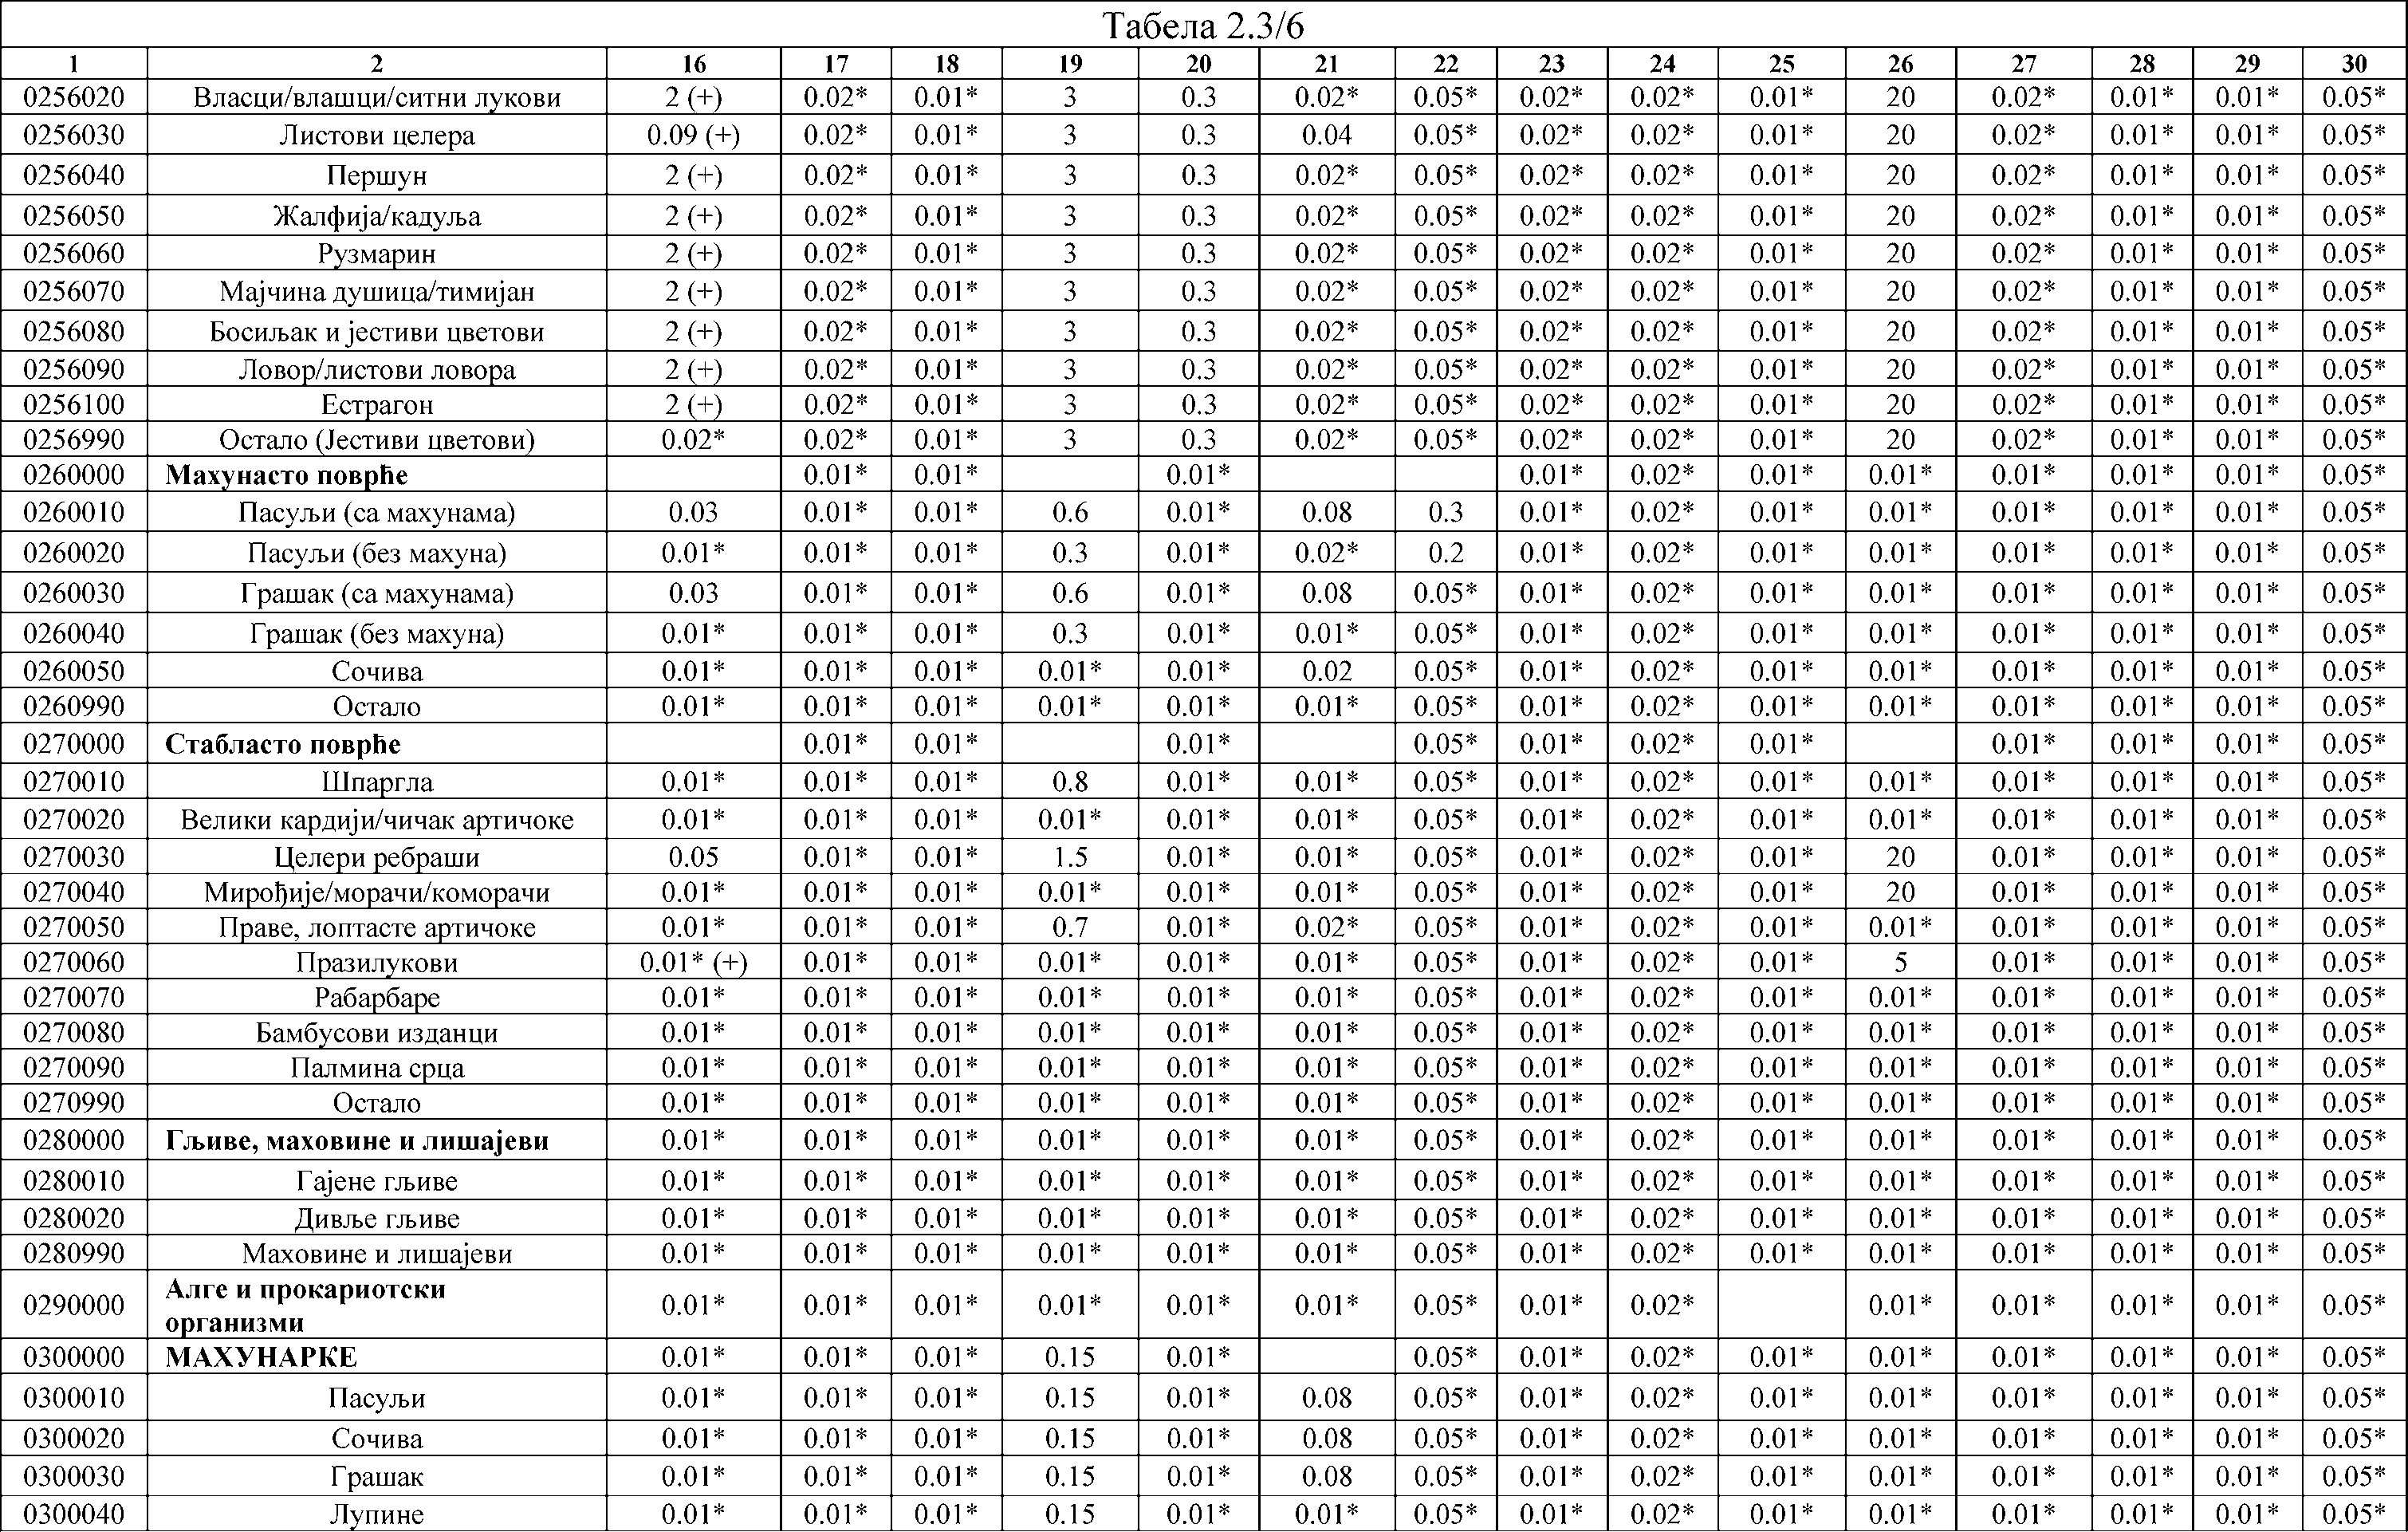 Табела 2.3/6
1 2 16 17 18 19 20 21 22 23 24 25 26 27 28 29 30
0256020 Власци/влашци/ситни лукови 2 (+) 0.02* 0.01* 3 0.3 0.02* 0.05* 0.02* 0.02* 0.01* 20 0.02* 0.01* 0.01* 0.05*
0256030 Листови целера 0.09 (+) 0.02* 0.01* 3 0.3 0.04 0.05* 0.02* 0.02* 0.01* 20 0.02* 0.01* 0.01* 0.05*
0256040 Першун 2 (+) 0.02* 0.01* 3 0.3 0.02* 0.05* 0.02* 0.02* 0.01* 20 0.02* 0.01* 0.01* 0.05*
0256050 Жалфија/кадуља 2 (+) 0.02* 0.01* 3 0.3 0.02* 0.05* 0.02* 0.02* 0.01* 20 0.02* 0.01* 0.01* 0.05*
0256060 Рузмарин 2 (+) 0.02* 0.01* 3 0.3 0.02* 0.05* 0.02* 0.02* 0.01* 20 0.02* 0.01* 0.01* 0.05*
0256070 Мајчина душица/тимијан 2 (+) 0.02* 0.01* 3 0.3 0.02* 0.05* 0.02* 0.02* 0.01* 20 0.02* 0.01* 0.01* 0.05*
0256080 Босиљак и јестиви цветови 2 (+) 0.02* 0.01* 3 0.3 0.02* 0.05* 0.02* 0.02* 0.01* 20 0.02* 0.01* 0.01* 0.05*
0256090 Ловор/листови ловора 2 (+) 0.02* 0.01* 3 0.3 0.02* 0.05* 0.02* 0.02* 0.01* 20 0.02* 0.01* 0.01* 0.05*
0256100 Естрагон 2 (+) 0.02* 0.01* 3 0.3 0.02* 0.05* 0.02* 0.02* 0.01* 20 0.02* 0.01* 0.01* 0.05*
0256990 Остало (Јестиви цветови) 0.02* 0.02* 0.01* 3 0.3 0.02* 0.05* 0.02* 0.02* 0.01* 20 0.02* 0.01* 0.01* 0.05*
0260000 Махунасто поврће 0.01* 0.01* 0.01* 0.01* 0.02* 0.01* 0.01* 0.01* 0.01* 0.01* 0.05*
0260010 Пасуљи (са махунама) 0.03 0.01* 0.01* 0.6 0.01* 0.08 0.3 0.01* 0.02* 0.01* 0.01* 0.01* 0.01* 0.01* 0.05*
0260020 Пасуљи (без махуна) 0.01* 0.01* 0.01* 0.3 0.01* 0.02* 0.2 0.01* 0.02* 0.01* 0.01* 0.01* 0.01* 0.01* 0.05*
0260030 Грашак (са махунама) 0.03 0.01* 0.01* 0.6 0.01* 0.08 0.05* 0.01* 0.02* 0.01* 0.01* 0.01* 0.01* 0.01* 0.05*
0260040 Грашак (без махуна) 0.01* 0.01* 0.01* 0.3 0.01* 0.01* 0.05* 0.01* 0.02* 0.01* 0.01* 0.01* 0.01* 0.01* 0.05*
0260050 Сочива 0.01* 0.01* 0.01* 0.01* 0.01* 0.02 0.05* 0.01* 0.02* 0.01* 0.01* 0.01* 0.01* 0.01* 0.05*
0260990 Остало 0.01* 0.01* 0.01* 0.01* 0.01* 0.01* 0.05* 0.01* 0.02* 0.01* 0.01* 0.01* 0.01* 0.01* 0.05*
0270000 Стабласто поврће 0.01* 0.01* 0.01* 0.05* 0.01* 0.02* 0.01* 0.01* 0.01* 0.01* 0.05*
0270010 Шпаргла 0.01* 0.01* 0.01* 0.8 0.01* 0.01* 0.05* 0.01* 0.02* 0.01* 0.01* 0.01* 0.01* 0.01* 0.05*
0270020 Велики кардији/чичак артичоке 0.01* 0.01* 0.01* 0.01* 0.01* 0.01* 0.05* 0.01* 0.02* 0.01* 0.01* 0.01* 0.01* 0.01* 0.05*
0270030 Целери ребраши 0.05 0.01* 0.01* 1.5 0.01* 0.01* 0.05* 0.01* 0.02* 0.01* 20 0.01* 0.01* 0.01* 0.05*
0270040 Мирођије/морачи/коморачи 0.01* 0.01* 0.01* 0.01* 0.01* 0.01* 0.05* 0.01* 0.02* 0.01* 20 0.01* 0.01* 0.01* 0.05*
0270050 Праве, лоптасте артичоке 0.01* 0.01* 0.01* 0.7 0.01* 0.02* 0.05* 0.01* 0.02* 0.01* 0.01* 0.01* 0.01* 0.01* 0.05*
0270060 Празилукови 0.01* (+) 0.01* 0.01* 0.01* 0.01* 0.01* 0.05* 0.01* 0.02* 0.01* 5 0.01* 0.01* 0.01* 0.05*
0270070 Рабарбаре 0.01* 0.01* 0.01* 0.01* 0.01* 0.01* 0.05* 0.01* 0.02* 0.01* 0.01* 0.01* 0.01* 0.01* 0.05*
0270080 Бамбусови изданци 0.01* 0.01* 0.01* 0.01* 0.01* 0.01* 0.05* 0.01* 0.02* 0.01* 0.01* 0.01* 0.01* 0.01* 0.05*
0270090 Палмина срца 0.01* 0.01* 0.01* 0.01* 0.01* 0.01* 0.05* 0.01* 0.02* 0.01* 0.01* 0.01* 0.01* 0.01* 0.05*
0270990 Остало 0.01* 0.01* 0.01* 0.01* 0.01* 0.01* 0.05* 0.01* 0.02* 0.01* 0.01* 0.01* 0.01* 0.01* 0.05*
0280000 Гљиве, маховине и лишајеви 0.01* 0.01* 0.01* 0.01* 0.01* 0.01* 0.05* 0.01* 0.02* 0.01* 0.01* 0.01* 0.01* 0.01* 0.05*
0280010 Гајене гљиве 0.01* 0.01* 0.01* 0.01* 0.01* 0.01* 0.05* 0.01* 0.02* 0.01* 0.01* 0.01* 0.01* 0.01* 0.05*
0280020 Дивље гљиве 0.01* 0.01* 0.01* 0.01* 0.01* 0.01* 0.05* 0.01* 0.02* 0.01* 0.01* 0.01* 0.01* 0.01* 0.05*
0280990 Маховине и лишајеви 0.01* 0.01* 0.01* 0.01* 0.01* 0.01* 0.05* 0.01* 0.02* 0.01* 0.01* 0.01* 0.01* 0.01* 0.05*
0290000 Алге и прокариотски
организми 0.01* 0.01* 0.01* 0.01* 0.01* 0.01* 0.05* 0.01* 0.02* 0.01* 0.01* 0.01* 0.01* 0.05*
0300000 МАХУНАРКЕ 0.01* 0.01* 0.01* 0.15 0.01* 0.05* 0.01* 0.02* 0.01* 0.01* 0.01* 0.01* 0.01* 0.05*
0300010 Пасуљи 0.01* 0.01* 0.01* 0.15 0.01* 0.08 0.05* 0.01* 0.02* 0.01* 0.01* 0.01* 0.01* 0.01* 0.05*
0300020 Сочива 0.01* 0.01* 0.01* 0.15 0.01* 0.08 0.05* 0.01* 0.02* 0.01* 0.01* 0.01* 0.01* 0.01* 0.05*
0300030 Грашак 0.01* 0.01* 0.01* 0.15 0.01* 0.08 0.05* 0.01* 0.02* 0.01* 0.01* 0.01* 0.01* 0.01* 0.05*
0300040 Лупине 0.01* 0.01* 0.01* 0.15 0.01* 0.01* 0.05* 0.01* 0.02* 0.01* 0.01* 0.01* 0.01* 0.01* 0.05*